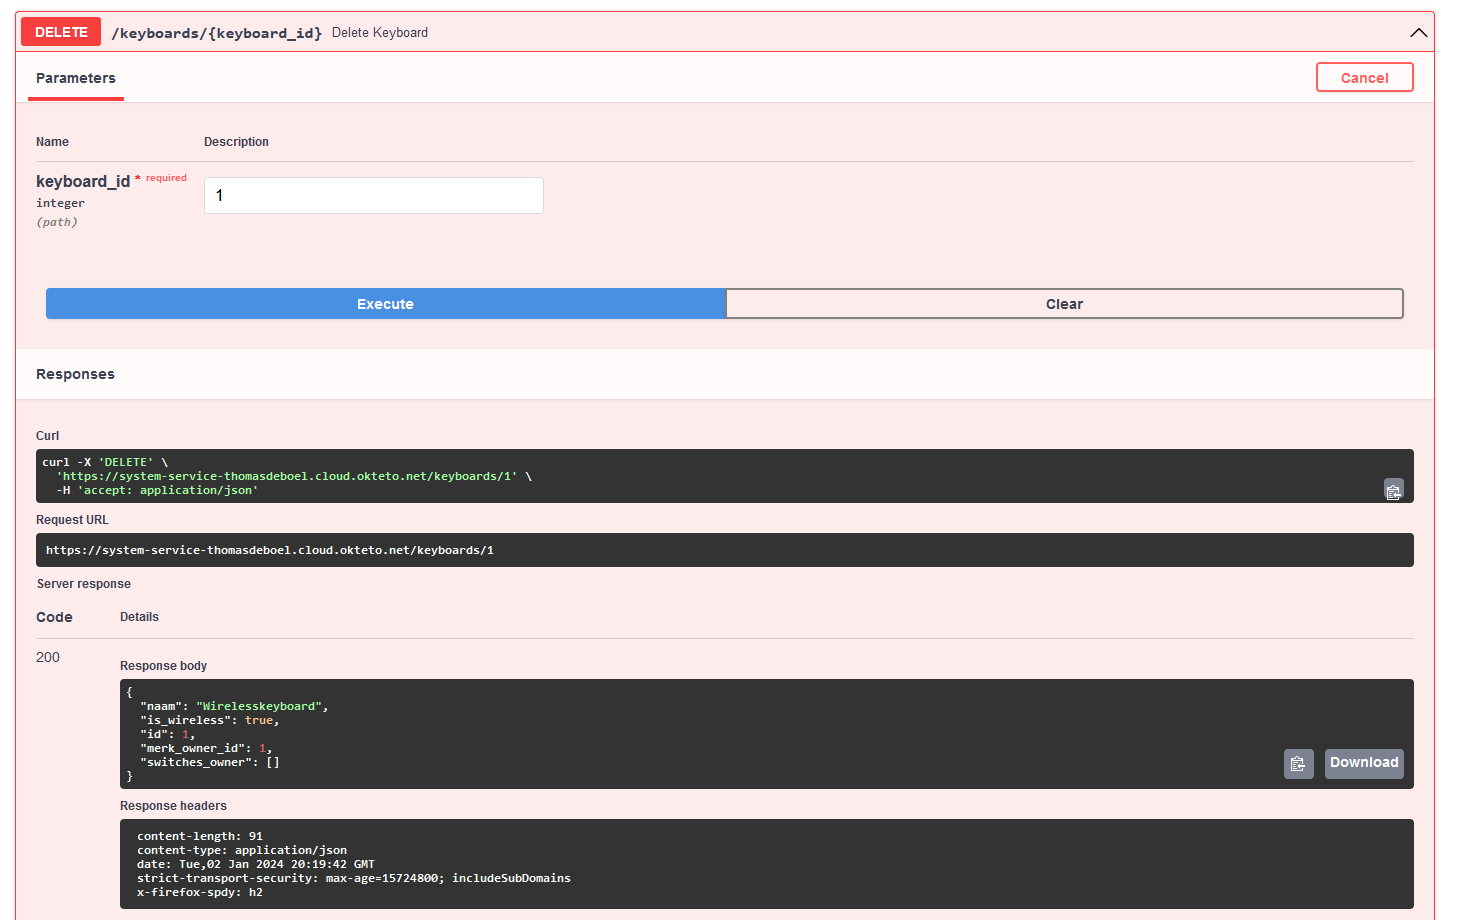 DELETE /keyboards/{keyboard_id} Delete Keyboard
Parameters
Cancel
Name Description
keyboard_id * required
integer
(path)
1
Execute Clear
Responses
Curl
curl -X 'DELETE' \
  'https://system-service-thomasdeboel.cloud.okteto.net/keyboards/1' \
  -H 'accept: application/json'
Request URL
https://system-service-thomasdeboel.cloud.okteto.net/keyboards/1
Server response
Code Details
200
Response body
{
  "naam": "Wirelesskeyboard",
  "is_wireless": true,
  "id": 1,
  "merk_owner_id": 1,
  "switches_owner": []
}
Download
Response headers
content-length: 91
content-type: application/json
date: Tue,02 Jan 2024 20:19:42 GMT
strict-transport-security: max-age=15724800; includeSubDomains
x-firefox-spdy: h2